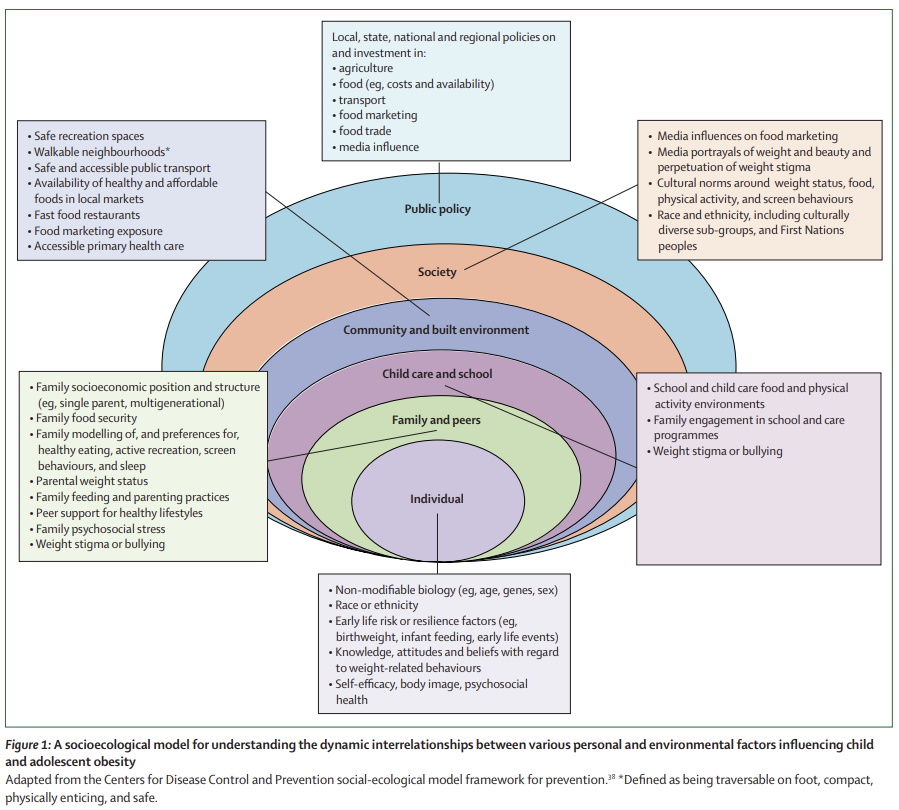 Local, state, national and regional policies on
and investment in:
• agriculture
• food (eg, costs and availability)
• transport
• food marketing
• food trade
• media influence
• Safe recreation spaces
• Walkable neighbourhoods*
• Safe and accessible public transport
• Availability of healthy and affordable
foods in local markets
• Fast food restaurants
• Food marketing exposure
• Accessible primary health care
• Media influences on food marketing
• Media portrayals of weight and beauty and
perpetuation of weight stigma
• Cultural norms around weight status, food,
physical activity, and screen behaviours
• Race and ethnicity, including culturally
diverse sub-groups, and First Nations
peoples
Public policy
Society
Community and built environment
Child care and school
Family and peers
Individual
• Family socioeconomic position and structure
(eg, single parent, multigenerational)
• Family food security
• Family modelling of, and preferences for,
healthy eating, active recreation, screen
behaviours, and sleep
• Parental weight status
• Family feeding and parenting practices
• Peer support for healthy lifestyles
• Family psychosocial stress
• Weight stigma or bullying
• School and child care food and physical
activity environments
• Family engagement in school and care
programmes
• Weight stigma or bullying
• Non-modifiable biology (eg, age, genes, sex)
• Race or ethnicity
• Early life risk or resilience factors (eg,
birthweight, infant feeding, early life events)
• Knowledge, attitudes and beliefs with regard
to weight-related behaviours
• Self-efficacy, body image, psychosocial
health
Figure 1: A socioecological model for understanding the dynamic interrelationships between various personal and environmental factors influencing child
and adolescent obesity
Adapted from the Centers for Disease Control and Prevention social-ecological model framework for prevention.³⁸ *Defined as being traversable on foot, compact,
physically enticing, and safe.